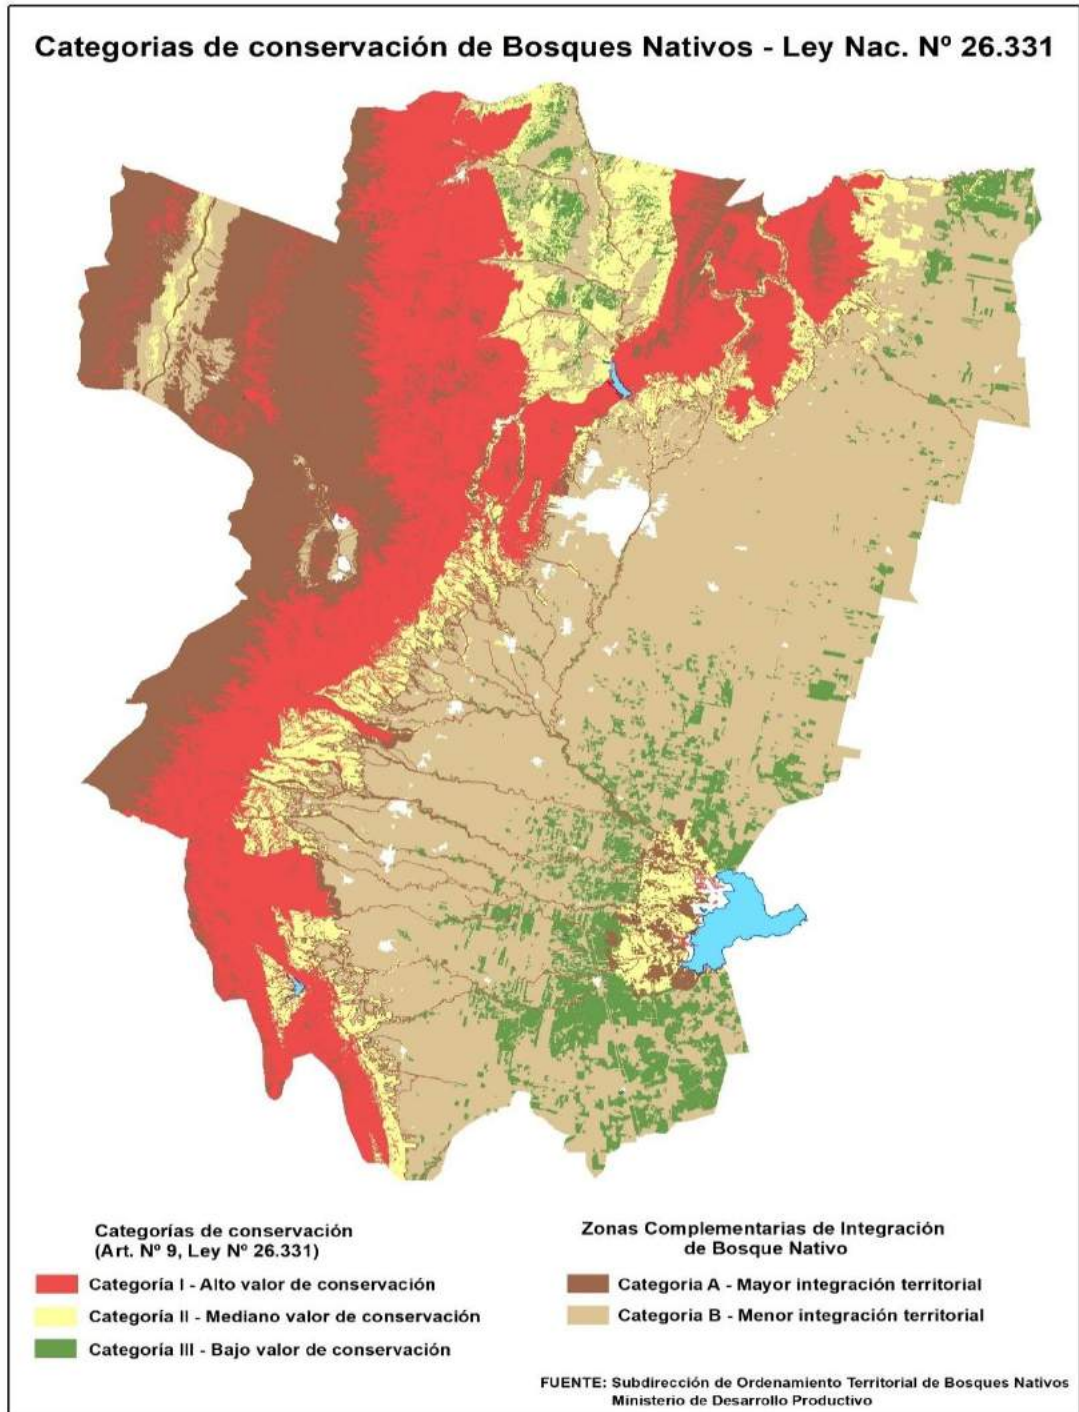 Categorias de conservación de Bosques Nativos - Ley Nac. Nº 26.331
Categorías de conservación
(Art. Nº 9, Ley Nº 26.331)
Categoría I - Alto valor de conservación
Categoría II - Mediano valor de conservación
Categoría III - Bajo valor de conservación
Zonas Complementarias de Integración
de Bosque Nativo
Categoria A - Mayor integración territorial
Categoria B - Menor integración territorial
FUENTE: Subdirección de Ordenamiento Territorial de Bosques Nativos
Ministerio de Desarrollo Productivo